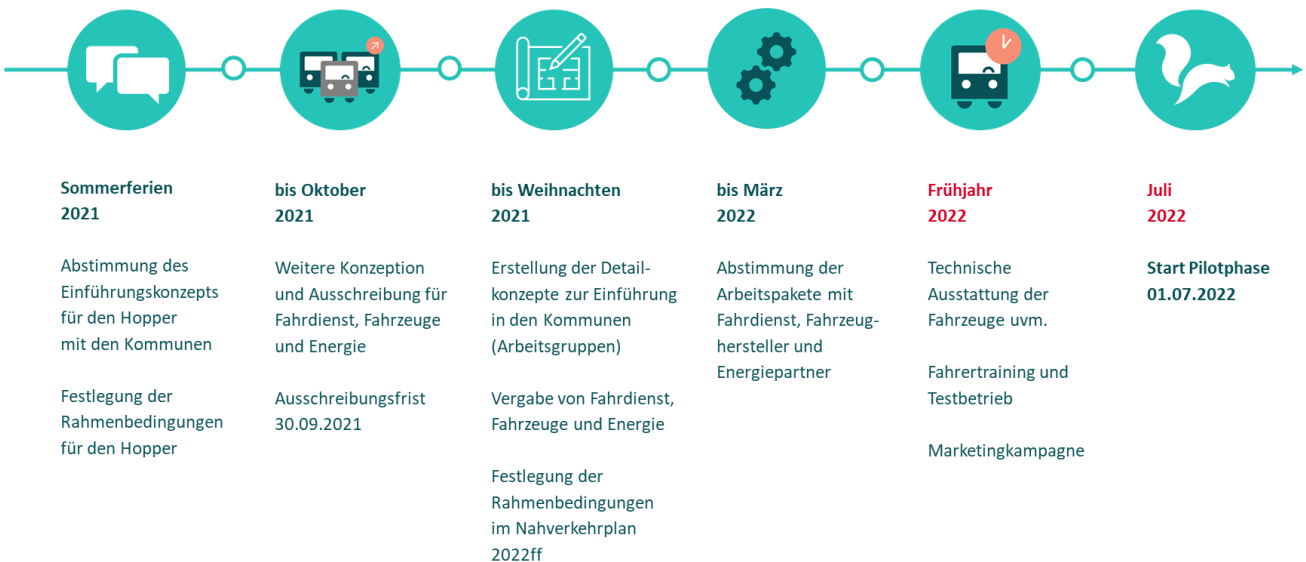 Sommerferien
2021
Abstimmung des
Einführungskonzepts
für den Hopper
mit den Kommunen
Festlegung der
Rahmenbedingungen
für den Hopper
bis Oktober
2021
Weitere Konzeption
und Ausschreibung für
Fahrdienst, Fahrzeuge
und Energie
Ausschreibungsfrist
30.09.2021
bis Weihnachten
2021
Erstellung der Detail-
konzepte zur Einführung
in den Kommunen
(Arbeitsgruppen)
Vergabe von Fahrdienst,
Fahrzeuge und Energie
Festlegung der
Rahmenbedingungen
im Nahverkehrplan
2022ff
bis März
2022
Abstimmung der
Arbeitspakete mit
Fahrdienst, Fahrzeug-
hersteller und
Energiepartner
Frühjahr
2022
Technische
Ausstattung der
Fahrzeuge uvm.
Fahrertraining und
Testbetrieb
Marketingkampagne
Juli
2022
Start Pilotphase
01.07.2022